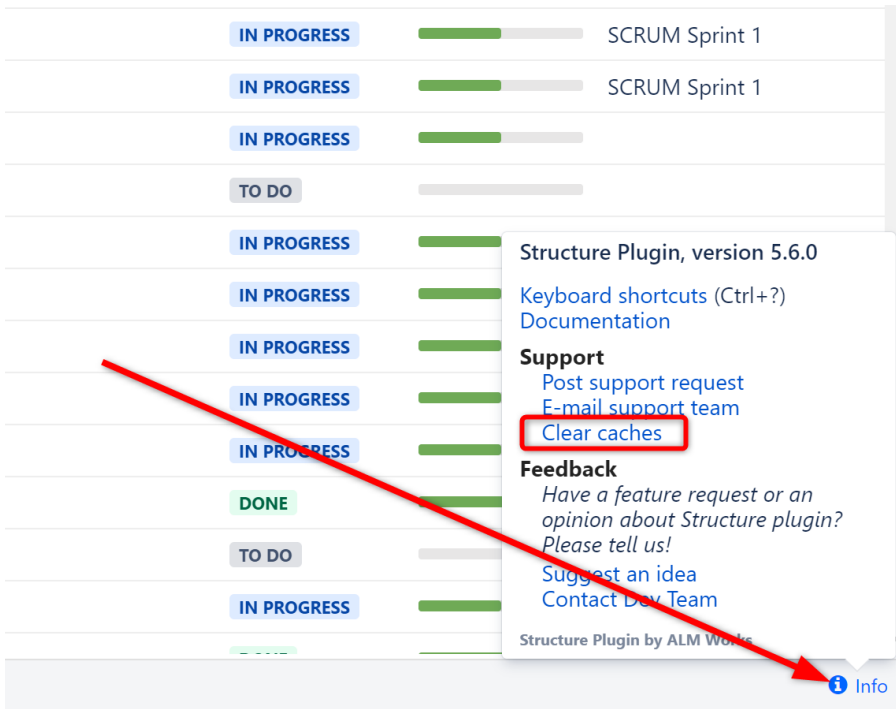 IN PROGRESS SCRUM Sprint 1
IN PROGRESS SCRUM Sprint 1
IN PROGRESS
TO DO
IN PROGRESS
IN PROGRESS
IN PROGRESS
IN PROGRESS
IN PROGRESS
DONE
TO DO
IN PROGRESS
Structure Plugin, version 5.6.0
Keyboard shortcuts (Ctrl+?)
Documentation
Support
Post support request
E-mail support team
Clear caches
Feedback
Have a feature request or an
opinion about Structure plugin?
Please tell us!
Suggest an idea
Contact Dev Team
Structure Plugin by ALM Works
Info